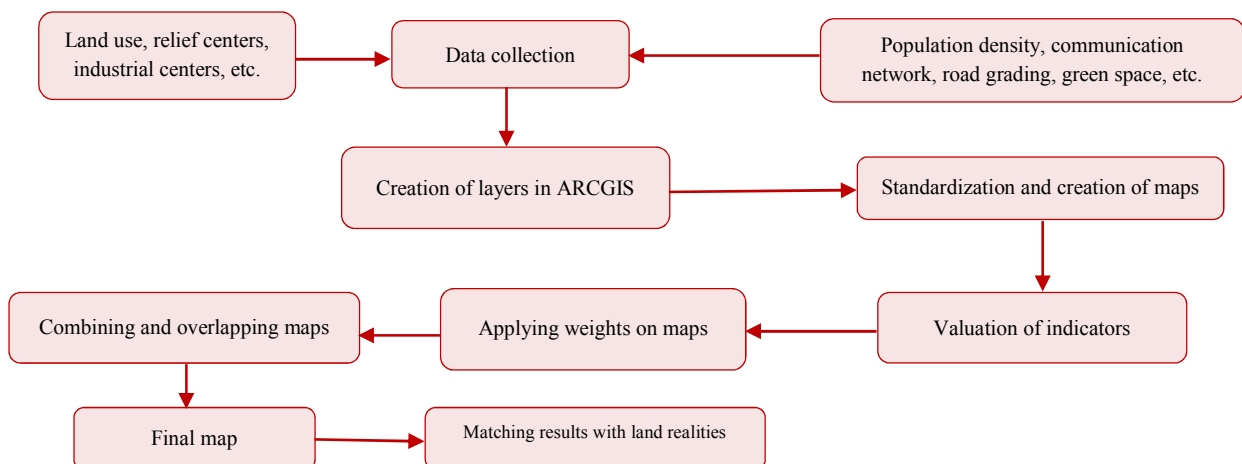 Land use, relief centers,
industrial centers, etc.
Data collection
Population density, communication
network, road grading, green space, etc.
Creation of layers in ARCGIS
Standardization and creation of maps
Valuation of indicators
Applying weights on maps
Combining and overlapping maps
Final map
Matching results with land realities